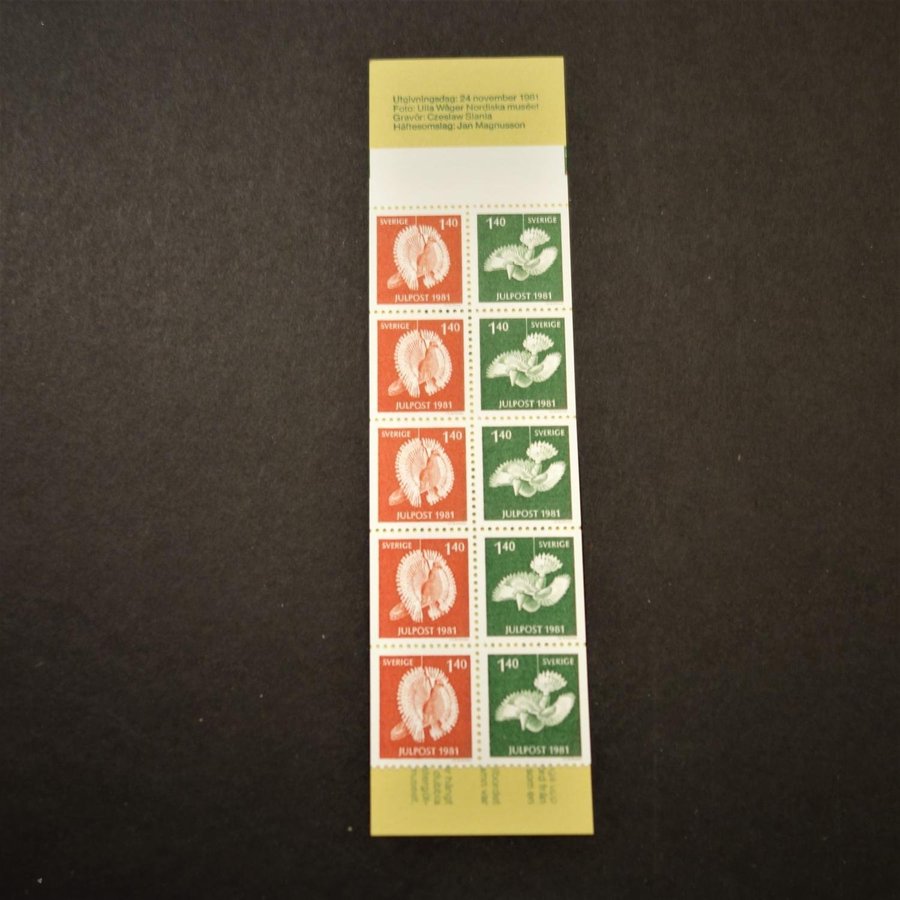 Utgivningsdag: 24 november 1981
Foto: Ulla Wåger Nordiska muséet
Gravör: Czeslaw Slania
Häftesomslag: Jan Magnusson
SVERIGE 1 40 1 40 SVERIGE
JULPOST 1981 JULPOST 1981
SVERIGE 1 40 1 40 SVERIGE
JULPOST 1981 JULPOST 1981
SVERIGE 1 40 1 40 SVERIGE
JULPOST 1981 JULPOST 1981
SVERIGE 1 40 1 40 SVERIGE
JULPOST 1981 JULPOST 1981
SVERIGE 1 40 1 40 SVERIGE
JULPOST 1981 JULPOST 1981